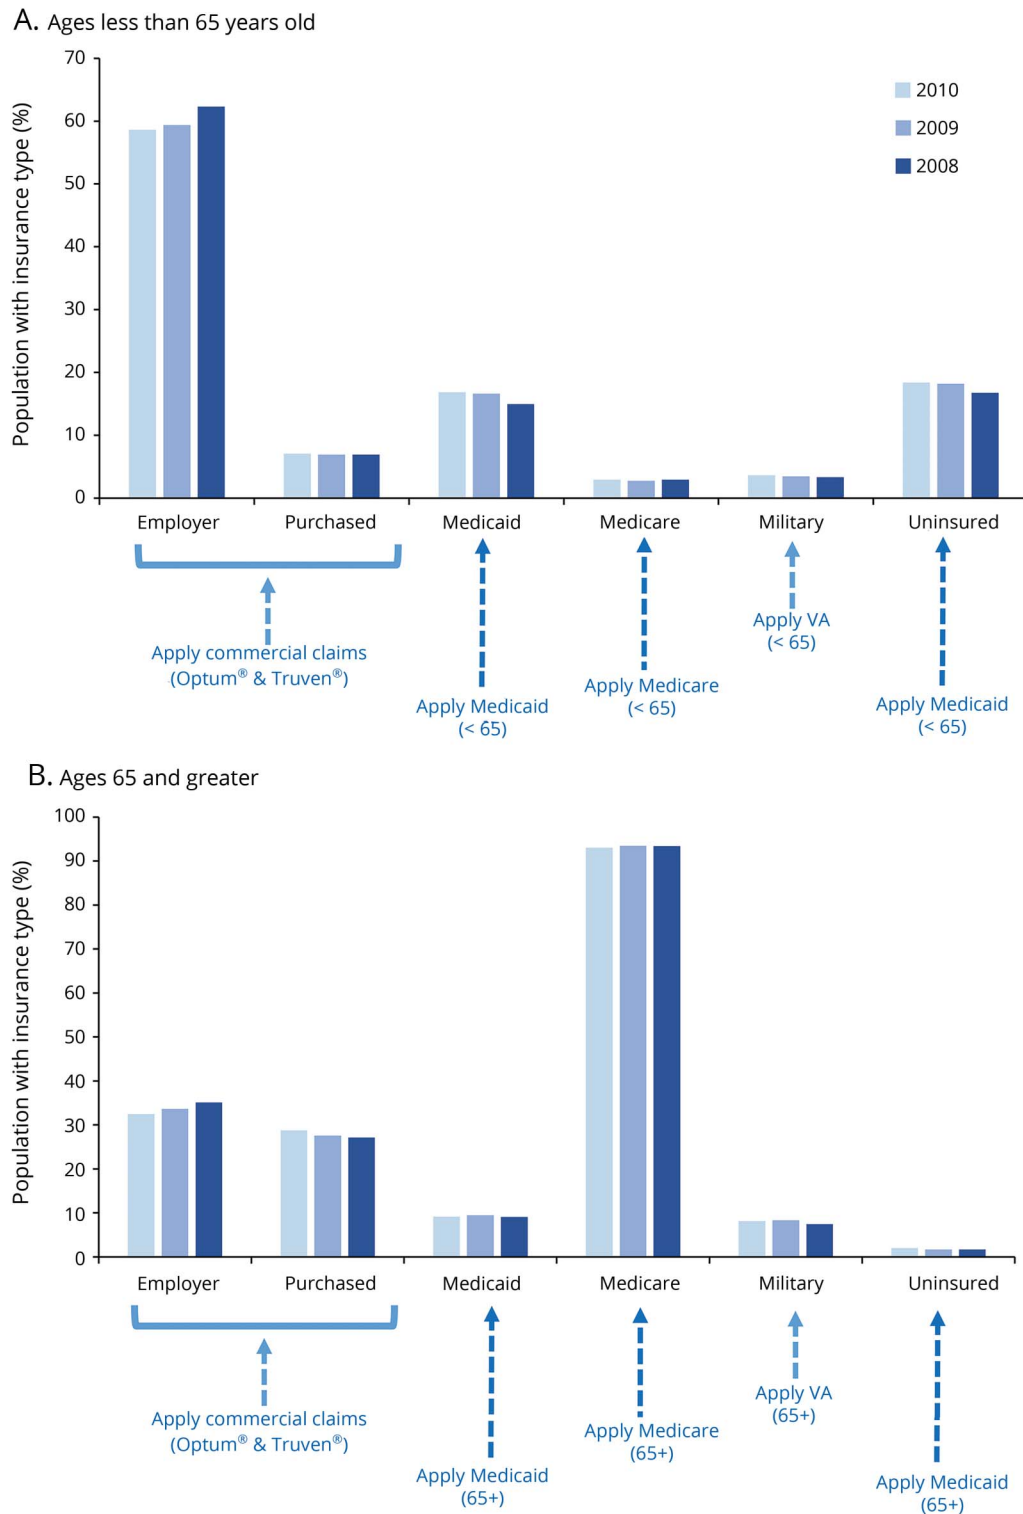 A. Ages less than 65 years old
Population with insurance type (%)
70
60
50
40
30
20
10
0
2010
2009
2008
Employer
Purchased
Medicaid
Medicare
Military
Uninsured
Apply commercial claims
(Optum® & Truven®)
Apply Medicaid
(< 65)
Apply Medicare
(< 65)
Apply VA
(< 65)
Apply Medicaid
(< 65)
B. Ages 65 and greater
Population with insurance type (%)
100
90
80
70
60
50
40
30
20
10
0
Employer
Purchased
Medicaid
Medicare
Military
Uninsured
Apply commercial claims
(Optum® & Truven®)
Apply Medicaid
(65+)
Apply Medicare
(65+)
Apply VA
(65+)
Apply Medicaid
(65+)